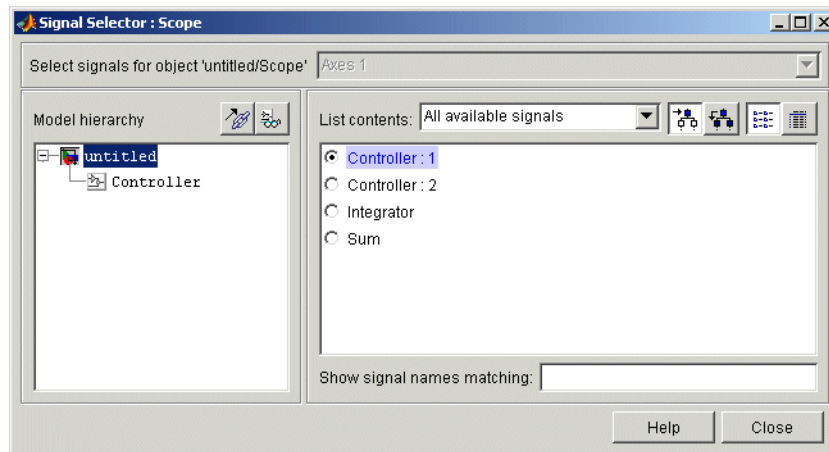 Signal Selector : Scope
Select signals for object 'untitled/Scope' Axes 1
Model hierarchy
untitled
Controller
List contents: All available signals
Controller : 1
Controller : 2
Integrator
Sum
Show signal names matching:
Help Close